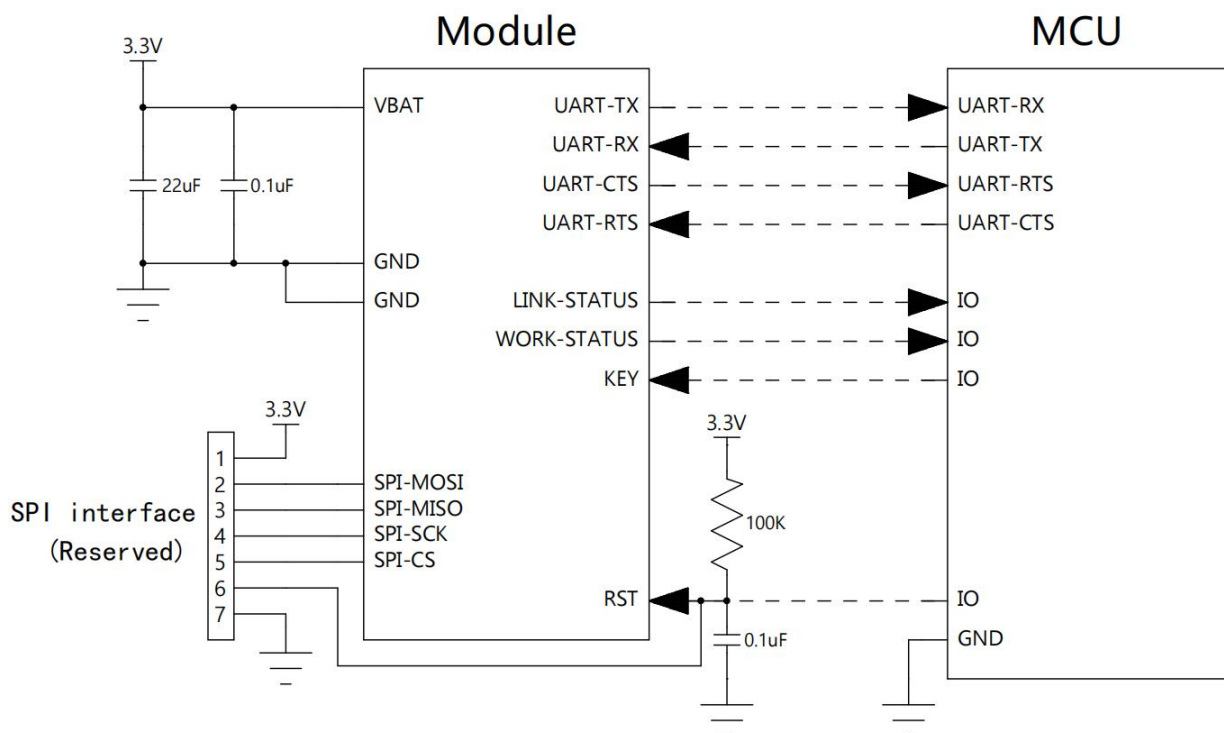 Module
MCU
3.3V
VBAT
UART-TX
UART-RX
UART-RX
UART-TX
22uF
0.1uF
UART-CTS
UART-RTS
UART-RTS
UART-CTS
GND
GND
LINK-STATUS
IO
WORK-STATUS
IO
KEY
IO
3.3V
3.3V
1
2
SPI-MOSI
SPI interface
3
SPI-MISO
(Reserved)
4
SPI-SCK
5
SPI-CS
100K
6
7
RST
IO
0.1uF
GND